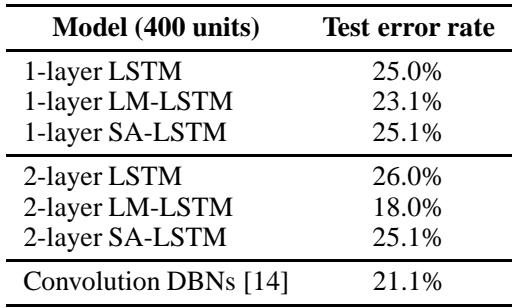 Model (400 units) Test error rate
1-layer LSTM 25.0%
1-layer LM-LSTM 23.1%
1-layer SA-LSTM 25.1%
2-layer LSTM 26.0%
2-layer LM-LSTM 18.0%
2-layer SA-LSTM 25.1%
Convolution DBNs [14] 21.1%